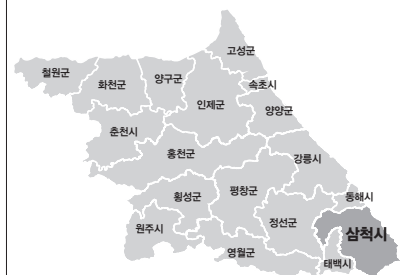 고성군
철원군
화천군
양구군
속초시
인제군
양양군
춘천시
홍천군
강릉시
횡성군
평창군
동해시
원주시
정선군
삼척시
영월군
태백시